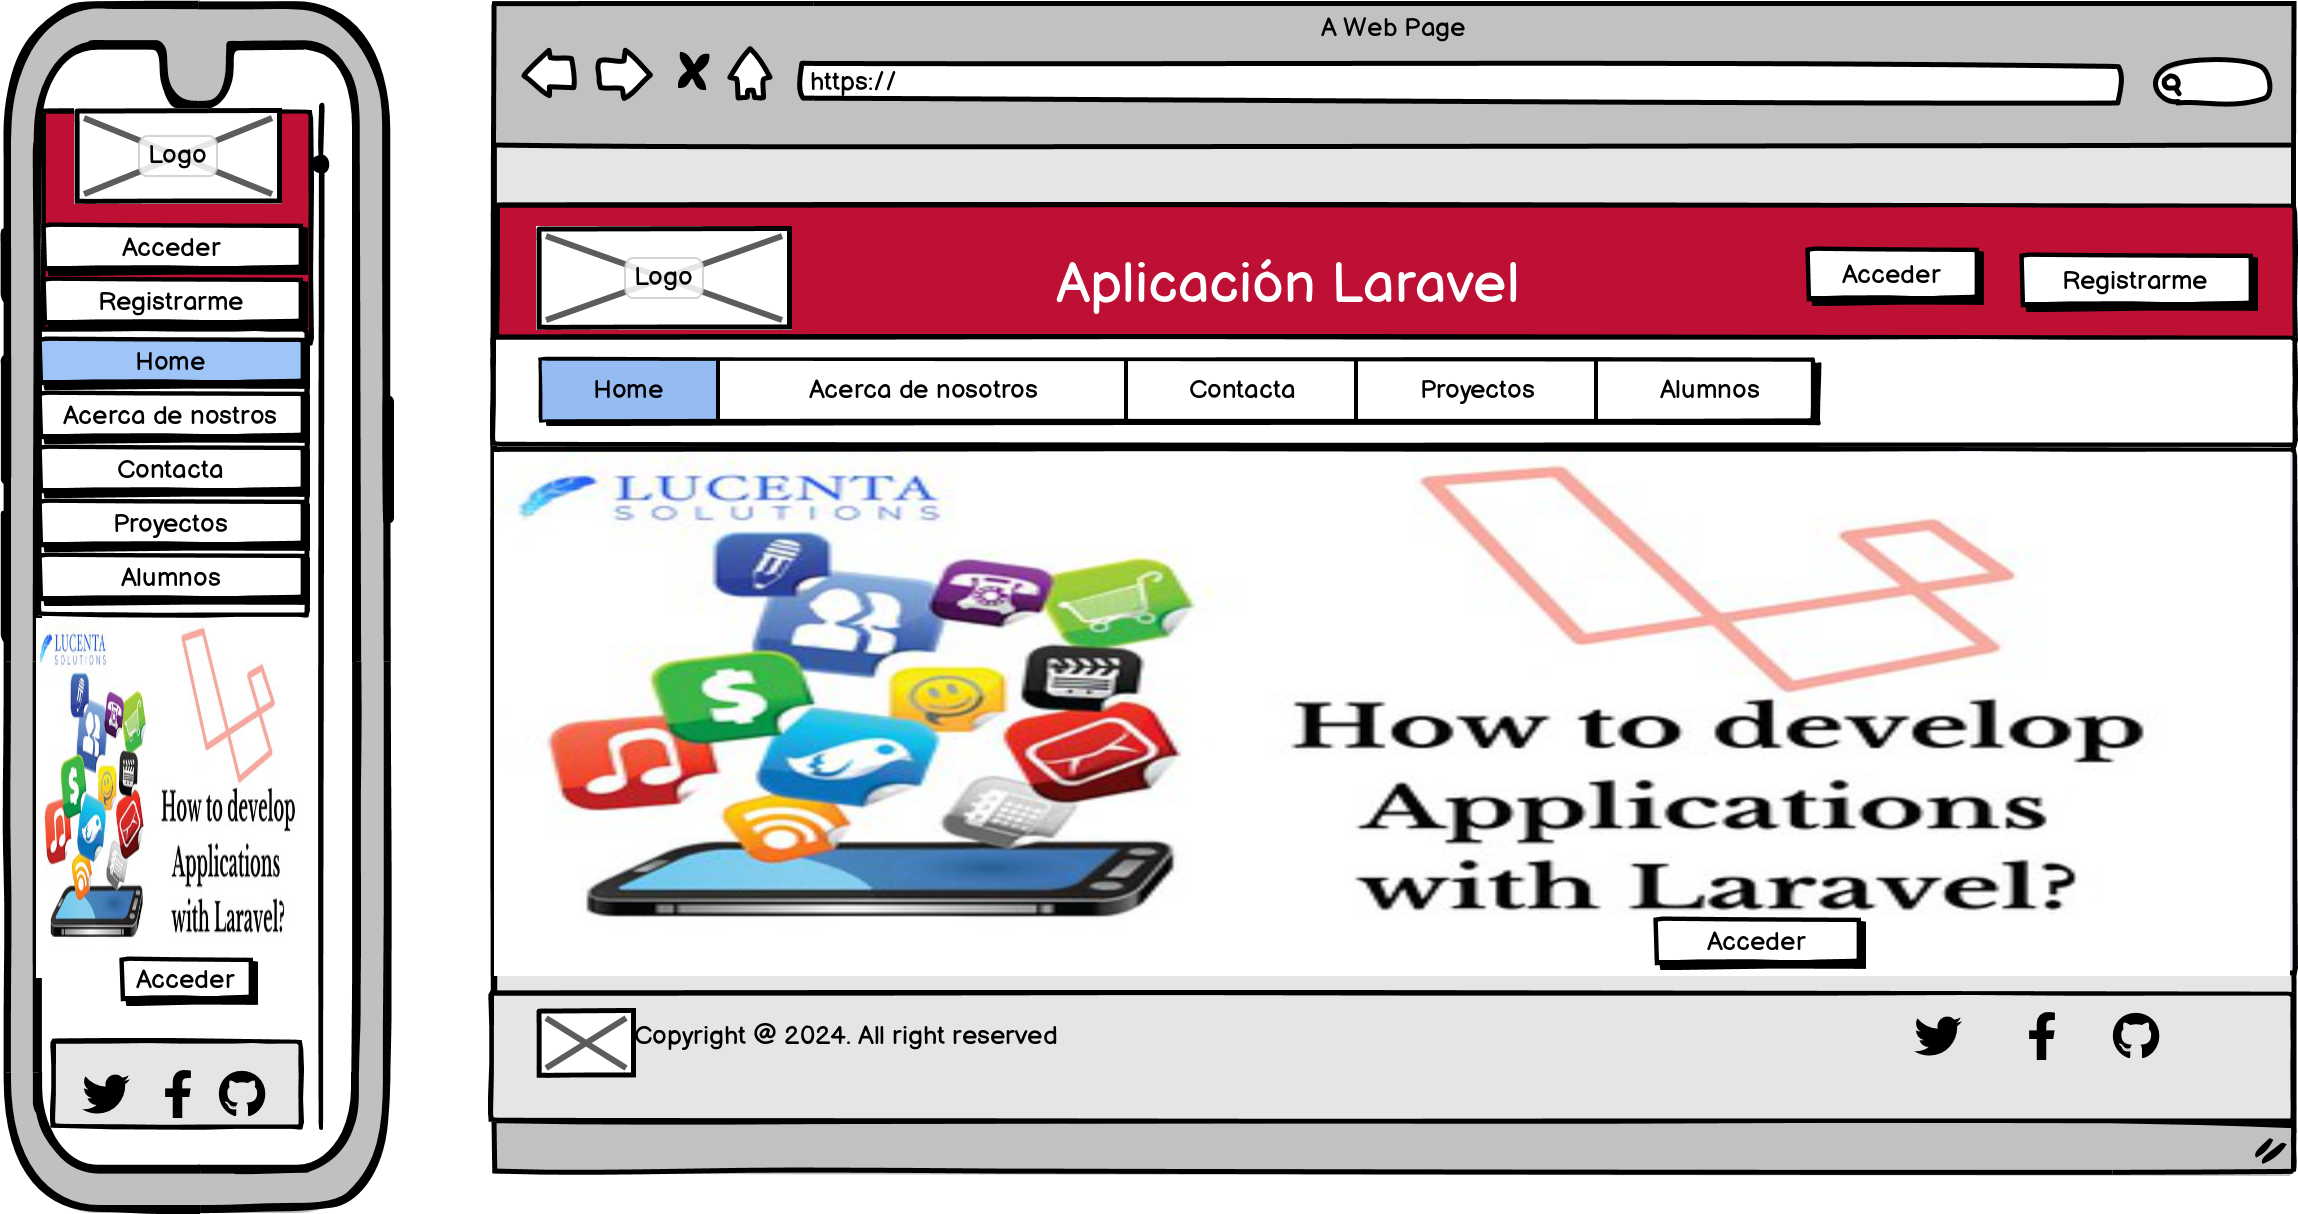 Logo
Acceder
Registrarme
Home
Acerca de nostros
Contacta
Proyectos
Alumnos
LUCENTA
SOLUTIONS
How to develop
Applications
with Laravel?
Acceder
A Web Page
https://
Logo
Aplicación Laravel
Acceder
Registrarme
Home
Acerca de nosotros
Contacta
Proyectos
Alumnos
LUCENTA
SOLUTIONS
How to develop
Applications
with Laravel?
Acceder
Copyright @ 2024. All right reserved